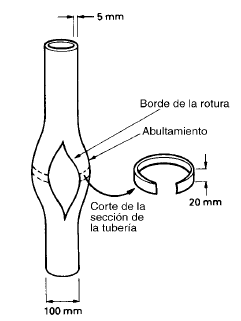 5 mm
Borde de la rotura
Abultamiento
Corte de la
sección de
la tubería
20 mm
100 mm